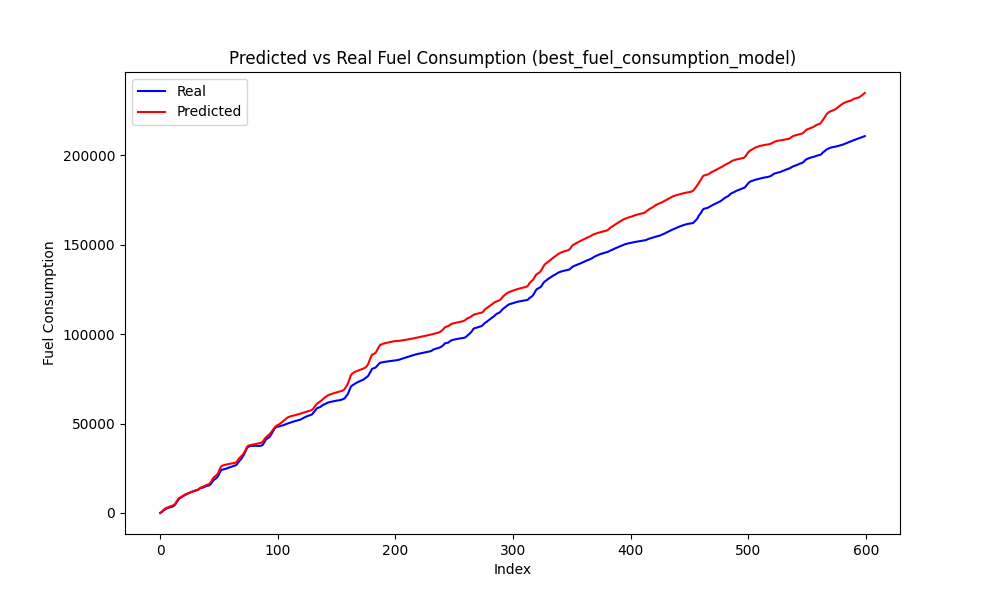 Predicted vs Real Fuel Consumption (best_fuel_consumption_model)
Real
Predicted
200000
150000
100000
50000
0
Fuel Consumption
0 100 200 300 400 500 600
Index